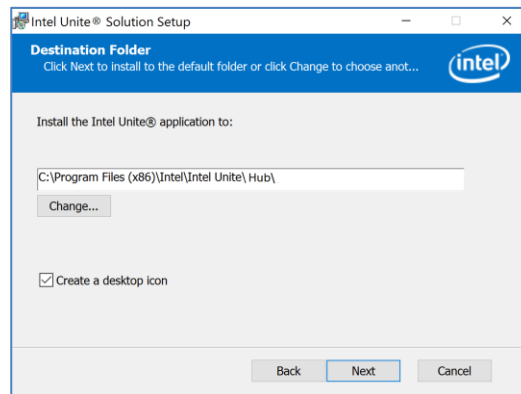 Intel Unite® Solution Setup
Destination Folder
Click Next to install to the default folder or click Change to choose anot...
intel
Install the Intel Unite® application to:
C:\Program Files (x86)\Intel\Intel Unite\Hub\
Change...
Create a desktop icon
Back Next Cancel